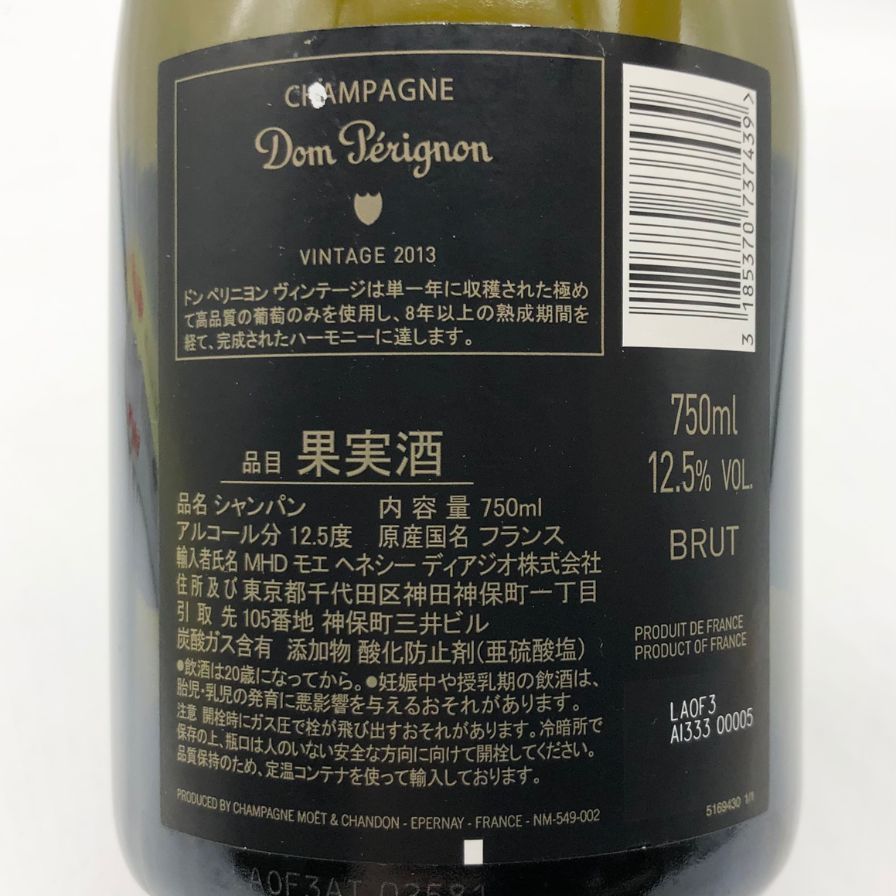 CHAMPAGNE
Dom Pérignon
VINTAGE 2013
ドン ペリニヨン ヴィンテージは単一年に収穫された極め
て高品質の葡萄のみを使用し、8年以上の熟成期間を
経て、完成されたハーモニーに達します。
3 185370 737439>
品目 果実酒
品名 シャンパン 内容量 750ml
アルコール分 12.5度 原産国名 フランス
輸入者氏名 MHD モエ ヘネシー ディアジオ株式会社
住所及び 東京都千代田区神田神保町一丁目
引取先 105番地 神保町三井ビル
炭酸ガス含有 添加物 酸化防止剤(亜硫酸塩)
●飲酒は20歳になってから。●妊娠中や授乳期の飲酒は、
胎児・乳児の発育に悪影響を与えるおそれがあります。
注意 開栓時にガス圧で栓が飛び出すおそれがあります。冷暗所で
保存の上、瓶口は人のいない安全な方向に向けて開栓してください。
品質保持のため、定温コンテナを使って輸入しております。
PRODUCED BY CHAMPAGNE MOËT & CHANDON - EPERNAY - FRANCE - NM-549-002
750ml
12.5% VOL.
BRUT
PRODUIT DE FRANCE
PRODUCT OF FRANCE
LA0F3
AI333 00005
5169430 1/1
LA0F3AT 02581